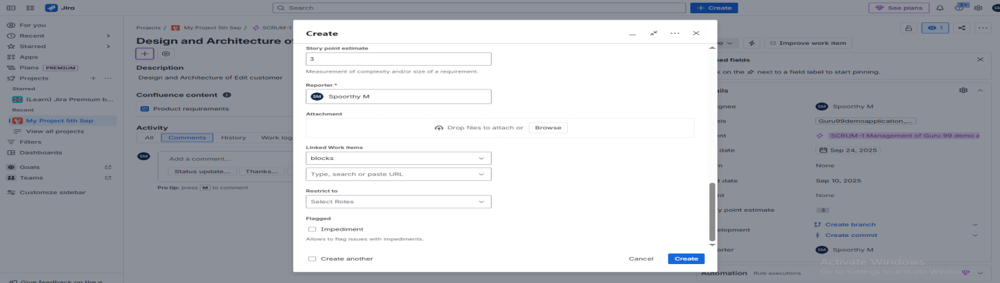 Jira
Search
+ Create
See plans
3+
SM
For you
Recent
Starred
Apps
Plans PREMIUM
Projects
Starred
(Learn) Jira Premium b...
Recent
My Project 5th Sep
View all projects
Filters
Dashboards
Goals
Teams
Customize sidebar
Give feedback on the n
Projects / My Project 5th Sep / SCRUM-1
Design and Architecture o
Description
Design and Architecture of Edit customer
Confluence content
Product requirements
Activity
All Comments History Work log
SM
Add a comment...
Status update... Thanks...
Pro tip: press M to comment
Create
Story point estimate
3
Measurement of complexity and/or size of a requirement.
Reporter *
SM Spoorthy M
Attachment
Drop files to attach or Browse
Linked Work Items
blocks
Type, search or paste URL
Restrict to
Select Roles
Flagged
Impediment
Allows to flag issues with impediments.
Create another
Cancel Create
1
Improve work item
ned fields
on the next to a field label to start pinning.
ails
gnee SM Spoorthy M
els Guru99demoapplication_...
nt SCRUM-1 Management of Guru 99 demo a
date Sep 24, 2025
m None
t date Sep 10, 2025
nt None
y point estimate 3
elopment Create branch
Create commit
orter SM Spoorthy M
Automation Rule executions
Activate Windows
Go to Settings to activate Windows